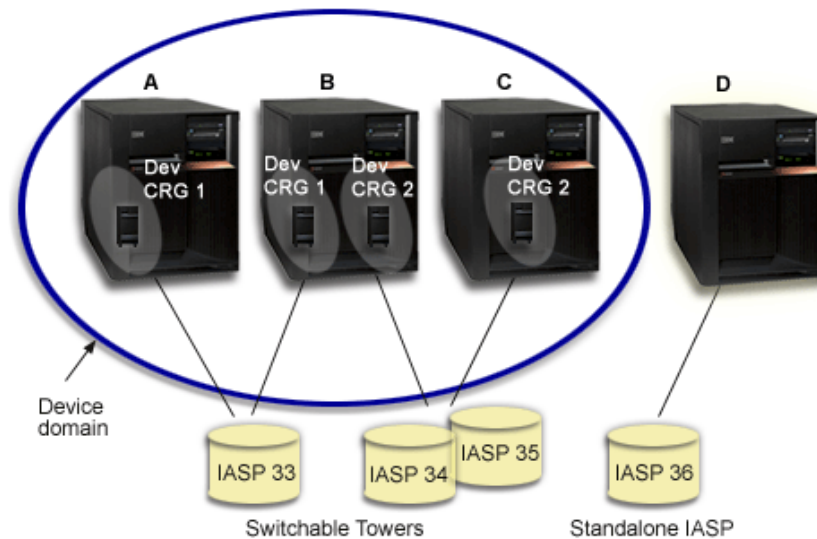 A
B
C
D
Dev
CRG 1
Dev
CRG 1
Dev
CRG 2
Dev
CRG 2
Device
domain
IASP 33
IASP 34
IASP 35
IASP 36
Switchable Towers
Standalone IASP